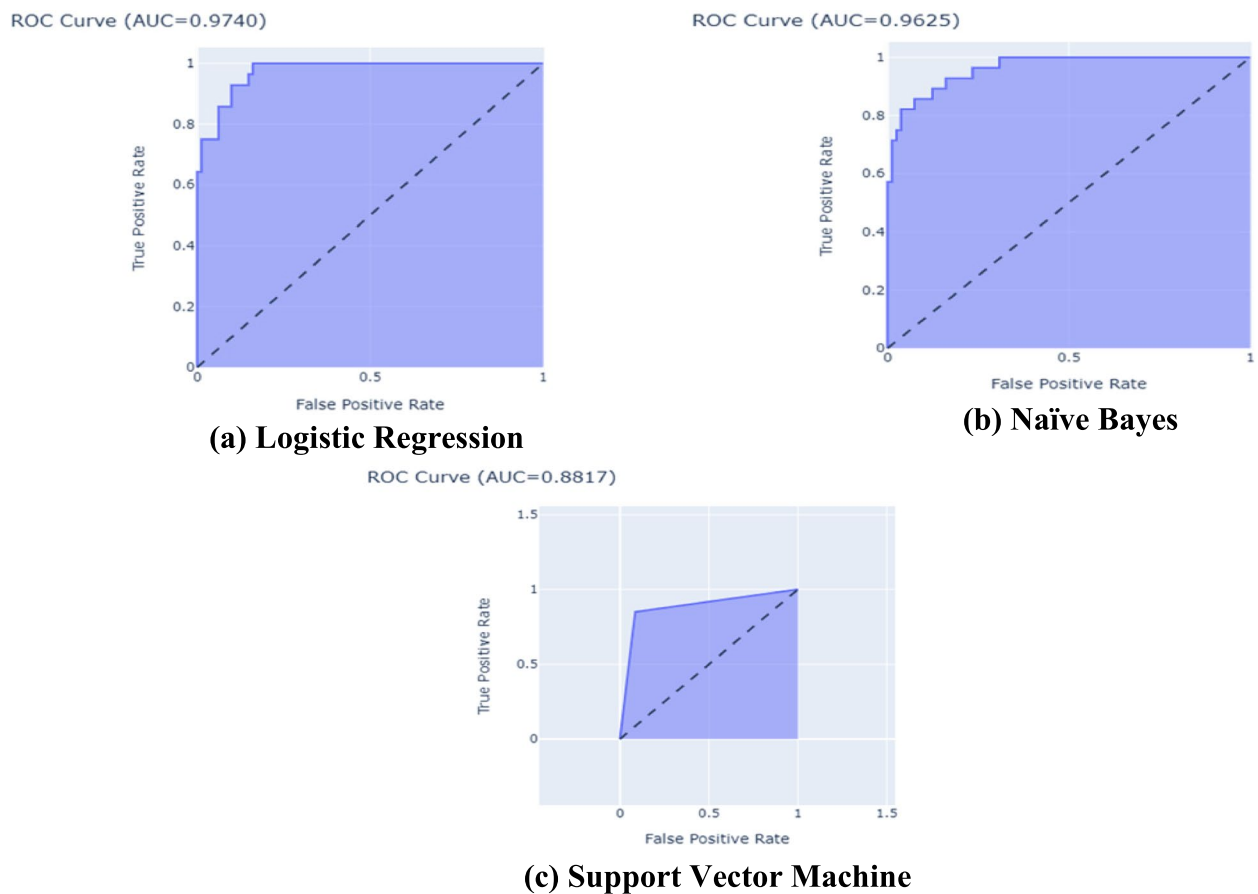 ROC Curve (AUC=0.9740)
1
0.8
0.6
0.4
0.2
0
True Positive Rate
0
0.5
1
False Positive Rate
(a) Logistic Regression
ROC Curve (AUC=0.9625)
1
0.8
0.6
0.4
0.2
0
True Positive Rate
0
0.5
1
False Positive Rate
(b) Naïve Bayes
ROC Curve (AUC=0.8817)
1.5
1
0.5
0
True Positive Rate
0
0.5
1
1.5
False Positive Rate
(c) Support Vector Machine